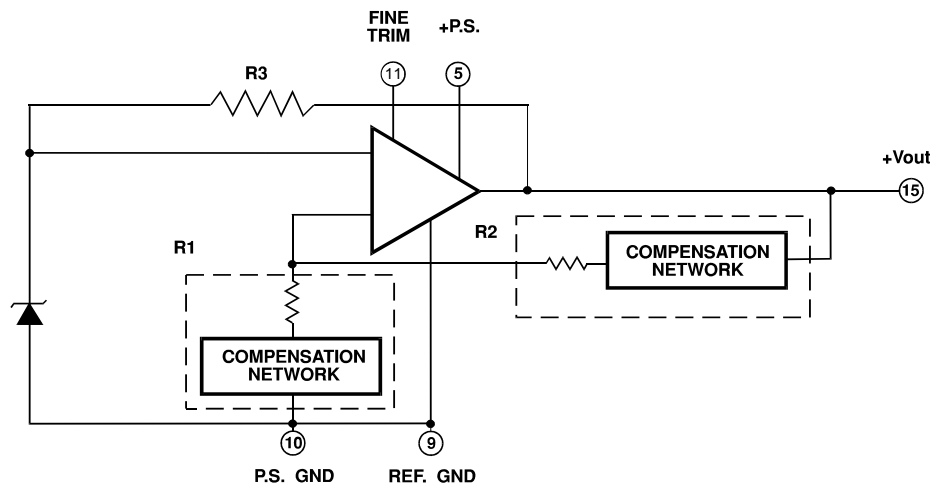 FINE
TRIM
+P.S.
11
5
R3
+Vout
15
R2
COMPENSATION
NETWORK
R1
COMPENSATION
NETWORK
10
9
P.S. GND
REF. GND